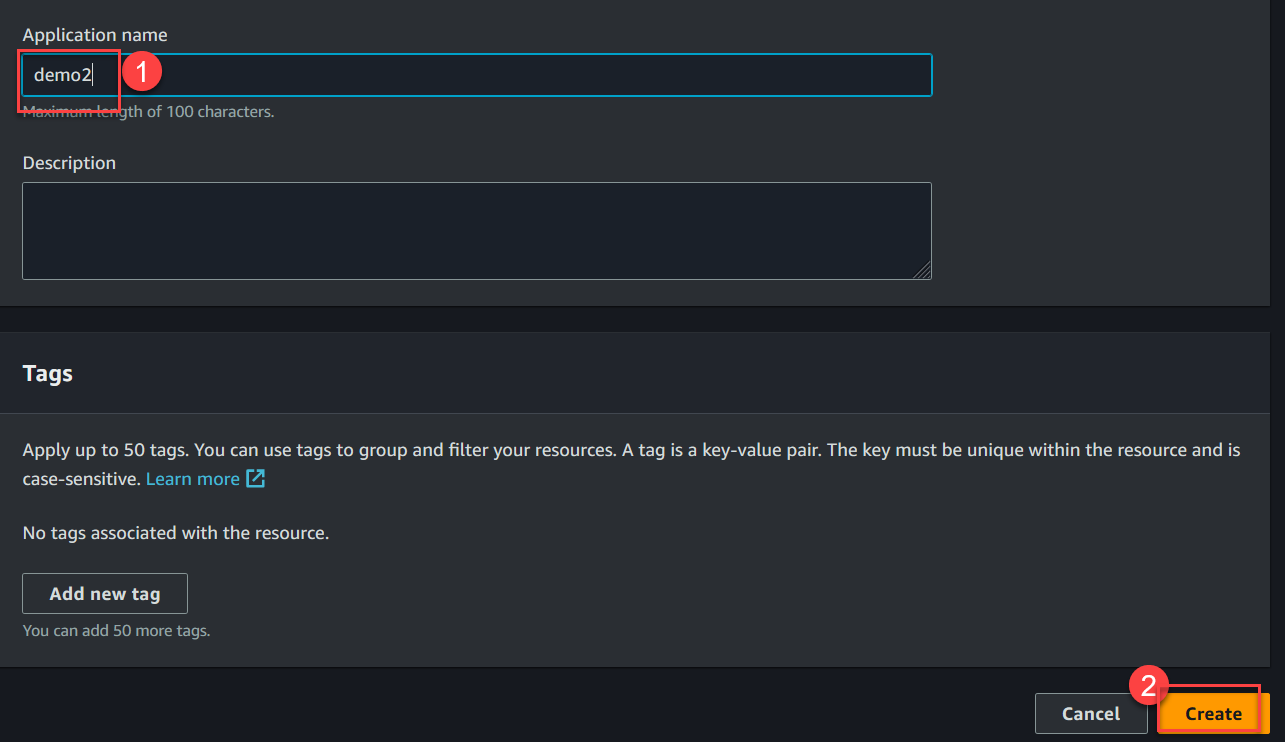 Application name
demo2
1
Maximum length of 100 characters.
Description
Tags
Apply up to 50 tags. You can use tags to group and filter your resources. A tag is a key-value pair. The key must be unique within the resource and is
case-sensitive. Learn more
No tags associated with the resource.
Add new tag
You can add 50 more tags.
2
Cancel
Create